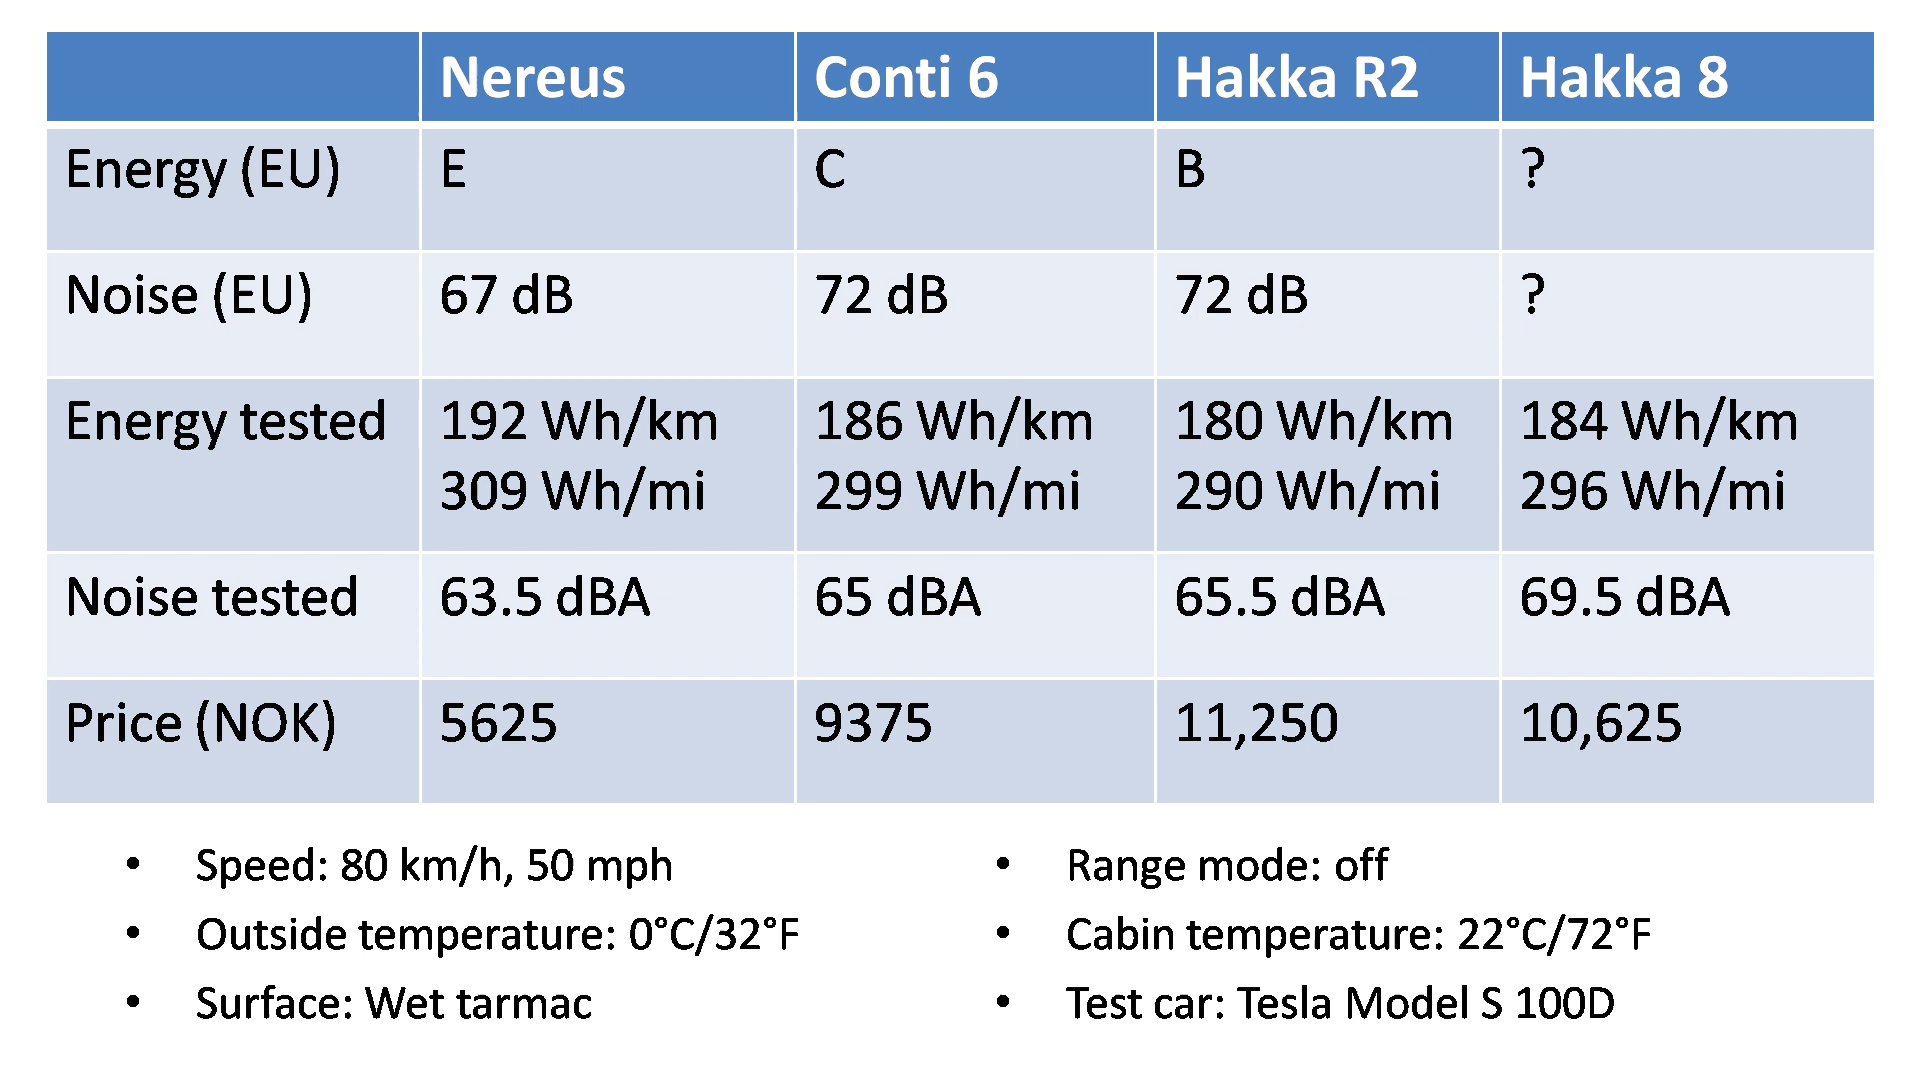 Nereus Conti 6 Hakka R2 Hakka 8
Energy (EU) E C B ?
Noise (EU) 67 dB 72 dB 72 dB ?
Energy tested 192 Wh/km 186 Wh/km 180 Wh/km 184 Wh/km
309 Wh/mi 299 Wh/mi 290 Wh/mi 296 Wh/mi
Noise tested 63.5 dBA 65 dBA 65.5 dBA 69.5 dBA
Price (NOK) 5625 9375 11,250 10,625
• Speed: 80 km/h, 50 mph
• Outside temperature: 0°C/32°F
• Surface: Wet tarmac
• Range mode: off
• Cabin temperature: 22°C/72°F
• Test car: Tesla Model S 100D